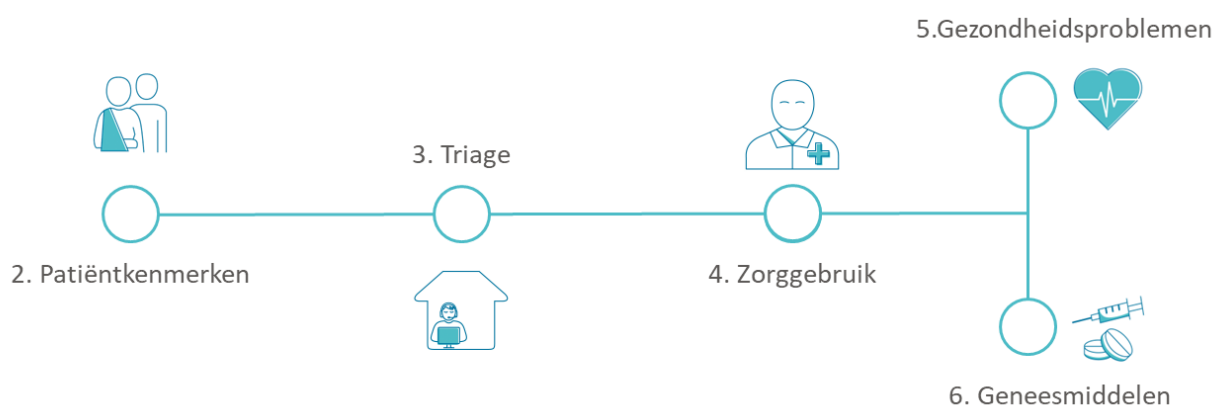 5.Gezondheidsproblemen
3. Triage
2. Patiëntkenmerken
4. Zorggebruik
6. Geneesmiddelen